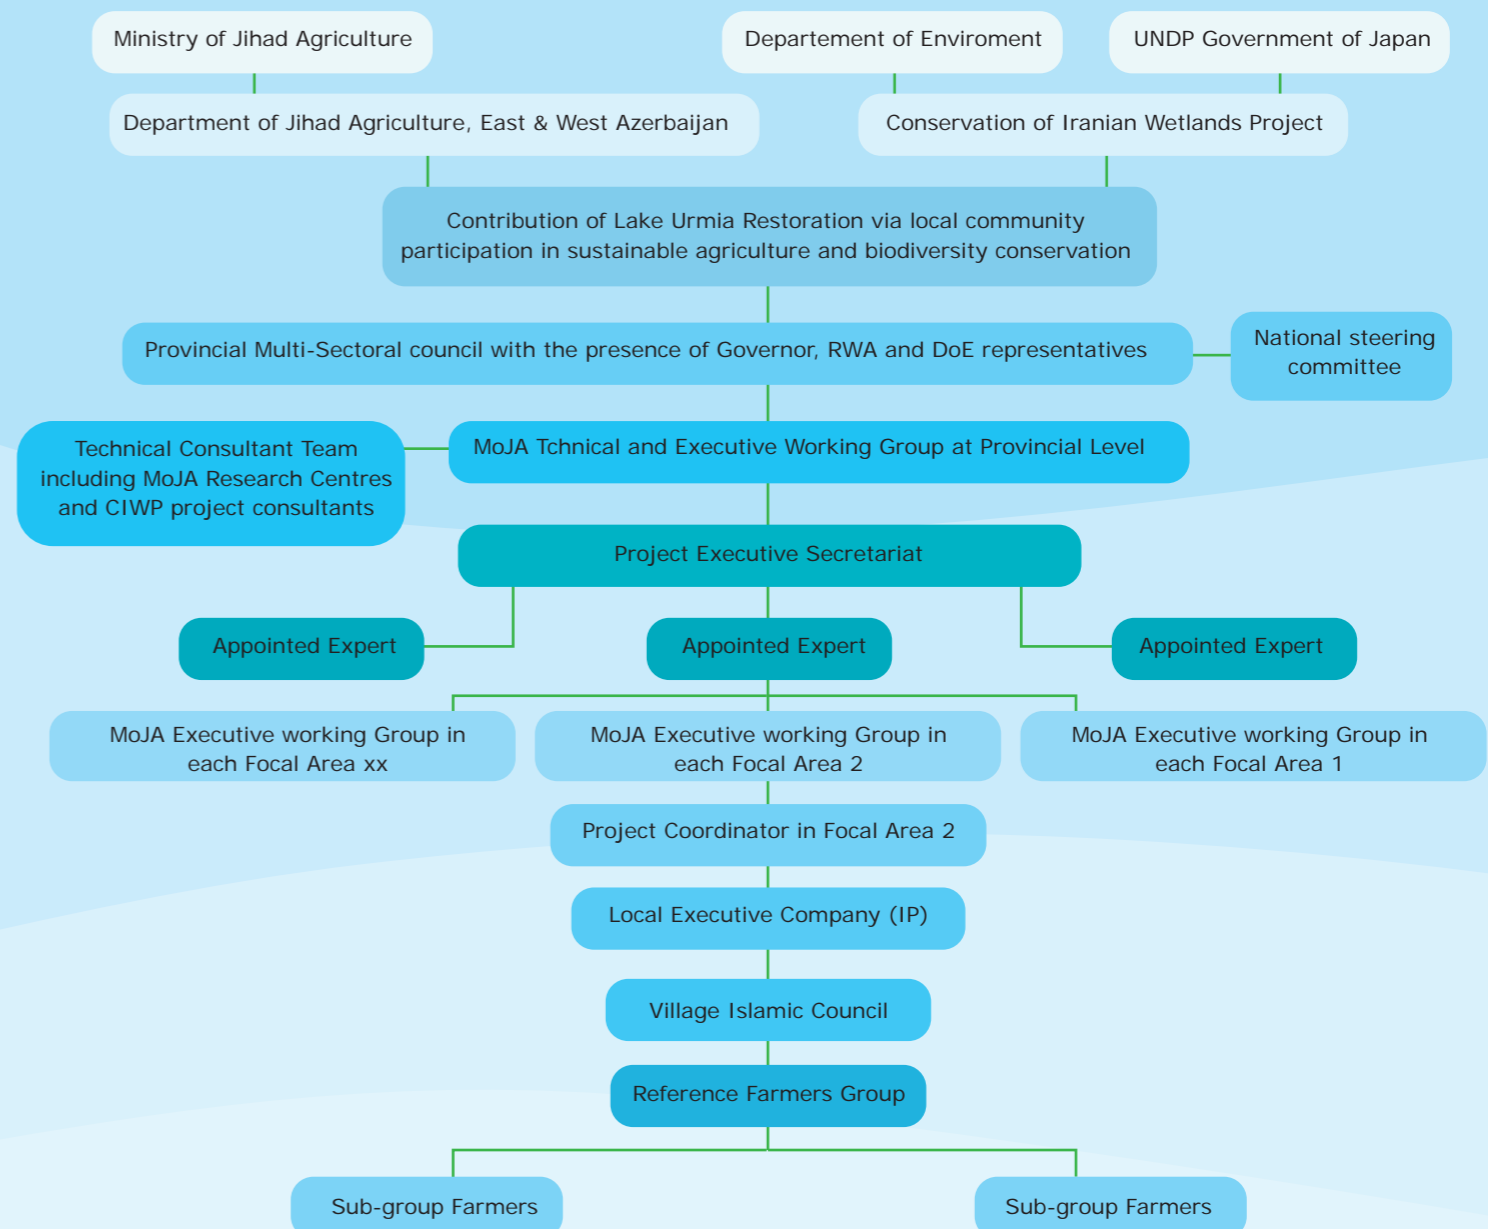 Ministry of Jihad Agriculture
Departement of Enviroment
UNDP Government of Japan
Department of Jihad Agriculture, East & West Azerbaijan
Conservation of Iranian Wetlands Project
Contribution of Lake Urmia Restoration via local community
participation in sustainable agriculture and biodiversity conservation
Provincial Multi-Sectoral council with the presence of Governor, RWA and DoE representatives
National steering
committee
Technical Consultant Team
including MoJA Research Centres
and CIWP project consultants
MoJA Tchnical and Executive Working Group at Provincial Level
Project Executive Secretariat
Appointed Expert
Appointed Expert
Appointed Expert
MoJA Executive working Group in
each Focal Area xx
MoJA Executive working Group in
each Focal Area 2
MoJA Executive working Group in
each Focal Area 1
Project Coordinator in Focal Area 2
Local Executive Company (IP)
Village Islamic Council
Reference Farmers Group
Sub-group Farmers
Sub-group Farmers